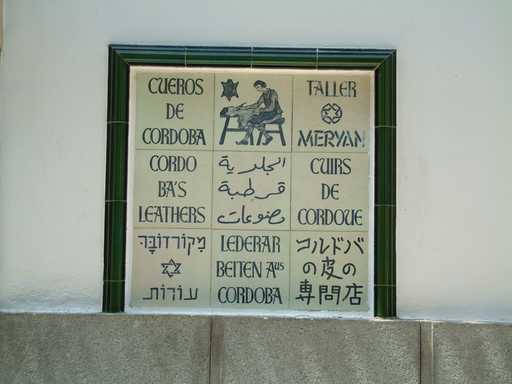 CUEROS
DE
CORDOBA
TALLER
MERYAN
CORDO
BA'S
LEATHERS
الجلدية
قرطبة
مصنوعات
CUIRS
DE
CORDOUE
מקורדובה
עורות
LEDERAR
BEITEN AUS
CORDOBA
コルドバ
の皮の
専門店